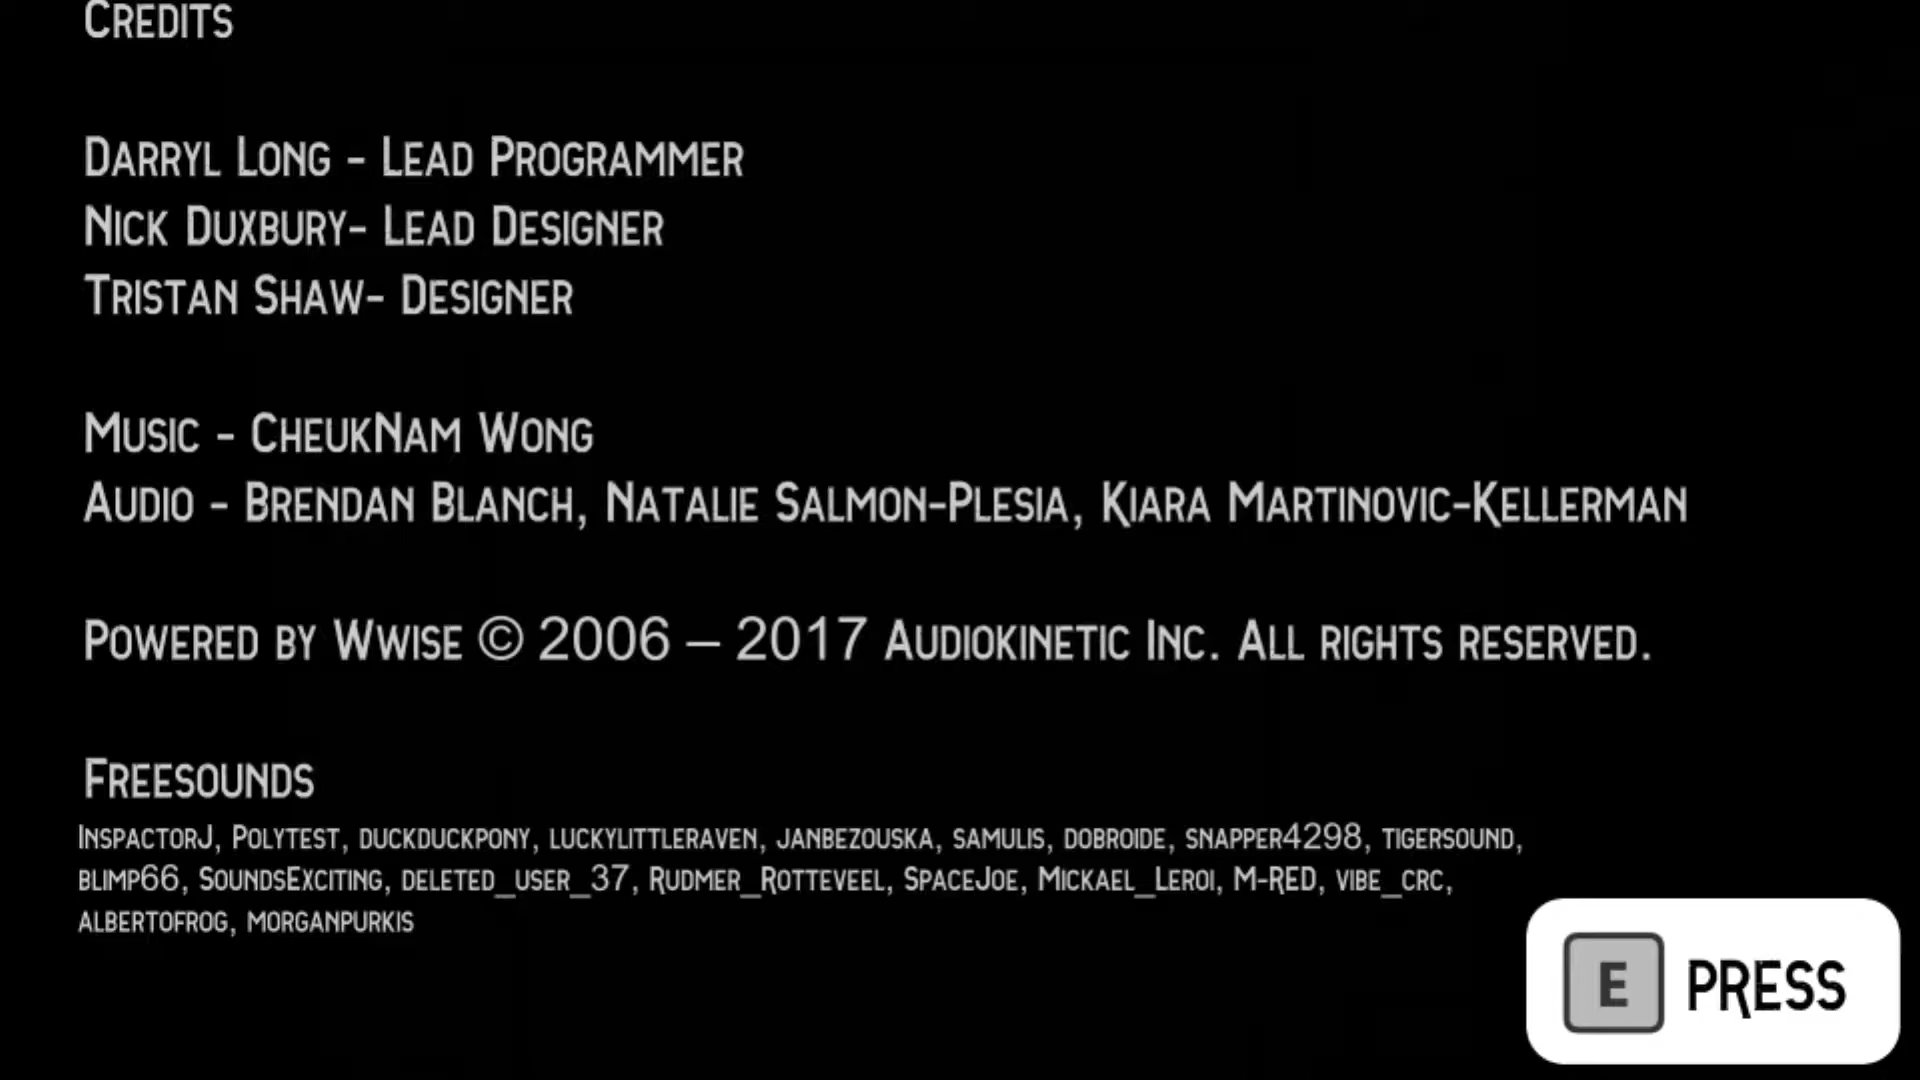 Credits
Darryl Long - Lead Programmer
Nick Duxbury- Lead Designer
Tristan Shaw- Designer
Music - CheukNam Wong
Audio - Brendan Blanch, Natalie Salmon-Plesia, Kiara Martinovic-Kellerman
Powered by Wwise © 2006 – 2017 Audiokinetic Inc. All rights reserved.
Freesounds
InspactorJ, Polytest, duckduckpony, luckylittleraven, janbezouska, samulis, dobroide, snapper4298, tigersound,
blimp66, SoundsExciting, deleted_user_37, Rudmer_Rotteveel, SpaceJoe, Mickael_Leroi, M-RED, vibe_crc,
albertofrog, morganpurkis
E PRESS